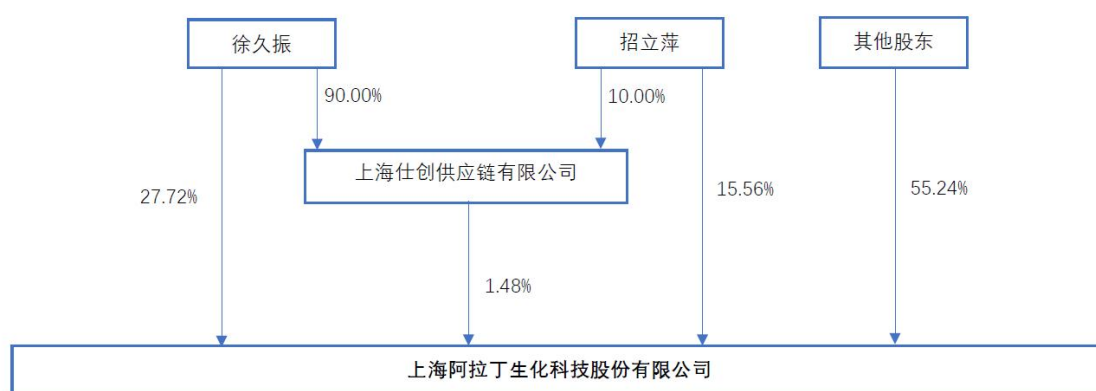 徐久振
招立萍
其他股东
90.00%
10.00%
上海仕创供应链有限公司
27.72%
15.56%
55.24%
1.48%
上海阿拉丁生化科技股份有限公司